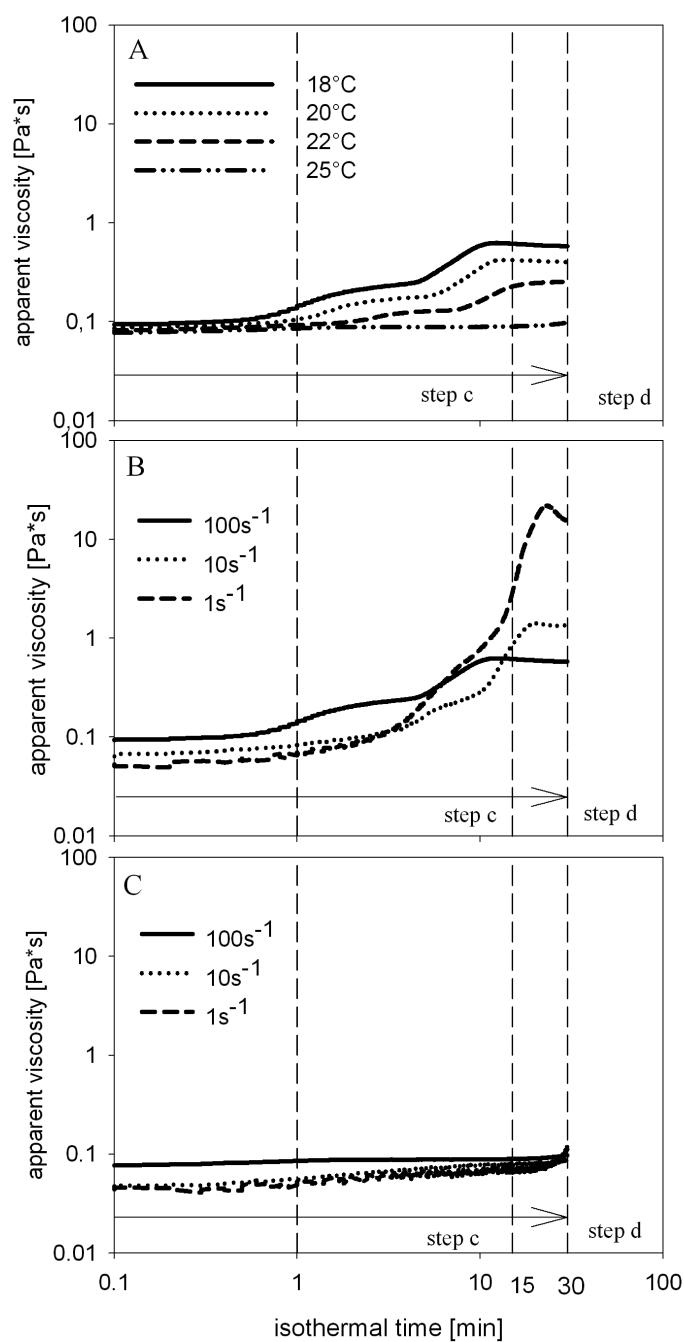 A
100
10
1
0.1
0.01
apparent viscosity [Pa*s]
18°C
20°C
22°C
25°C
step c
step d
B
100
10
1
0.1
0.01
apparent viscosity [Pa*s]
100s⁻¹
10s⁻¹
1s⁻¹
step c
step d
C
100
10
1
0.1
0.01
apparent viscosity [Pa*s]
100s⁻¹
10s⁻¹
1s⁻¹
step c
step d
0.1
1
10
15
30
100
isothermal time [min]